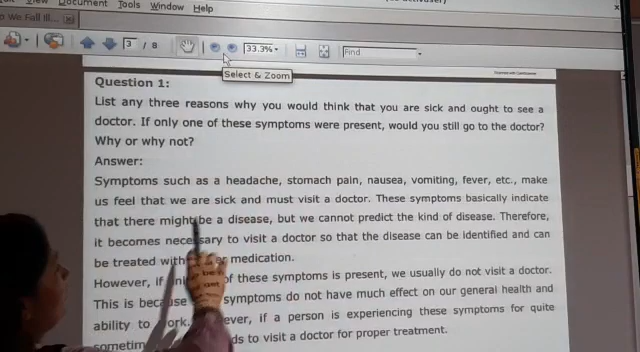 Document Tools Window Help
We Fall Ill...
3 / 8 33.3% Find
Select & Zoom
Question 1:
List any three reasons why you would think that you are sick and ought to see a
doctor. If only one of these symptoms were present, would you still go to the doctor?
Why or why not?
Answer:
Symptoms such as a headache, stomach pain, nausea, vomiting, fever, etc., make
us feel that we are sick and must visit a doctor. These symptoms basically indicate
that there might be a disease, but we cannot predict the kind of disease. Therefore,
it becomes necessary to visit a doctor so that the disease can be identified and can
be treated with medication.
However, if of these symptoms is present, we usually do not visit a doctor.
This is because symptoms do not have much effect on our general health and
ability to if a person is experiencing these symptoms for quite
to visit a doctor for proper treatment.